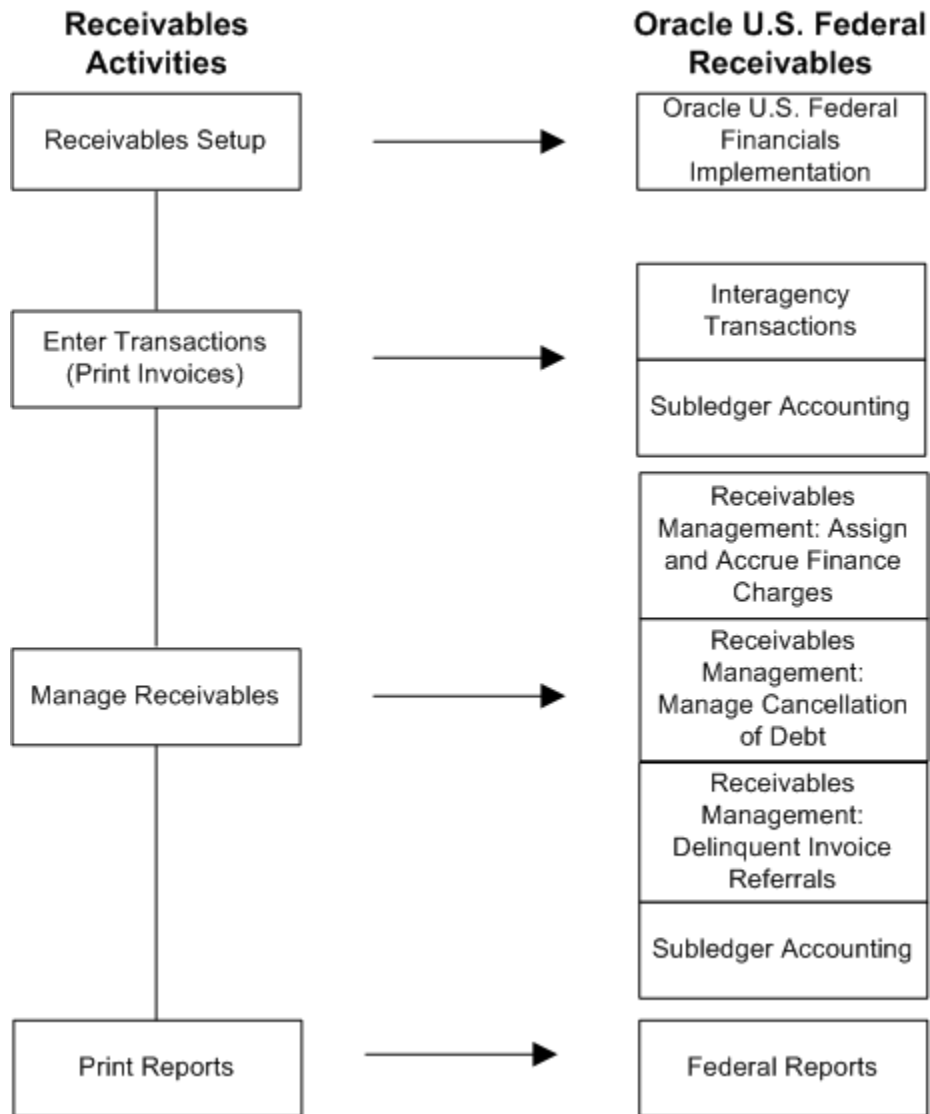 Receivables
Activities
Oracle U.S. Federal
Receivables
Receivables Setup
Oracle U.S. Federal
Financials
Implementation
Enter Transactions
(Print Invoices)
Interagency
Transactions
Subledger Accounting
Manage Receivables
Receivables
Management: Assign
and Accrue Finance
Charges
Receivables
Management:
Manage Cancellation
of Debt
Receivables
Management:
Delinquent Invoice
Referrals
Subledger Accounting
Print Reports
Federal Reports